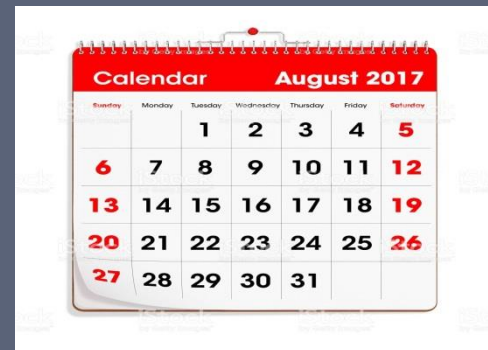 Calendar August 2017
Sunday Monday Tuesday Wednesday Thursday Friday Saturday
1 2 3 4 5
6 7 8 9 10 11 12
13 14 15 16 17 18 19
20 21 22 23 24 25 26
27 28 29 30 31